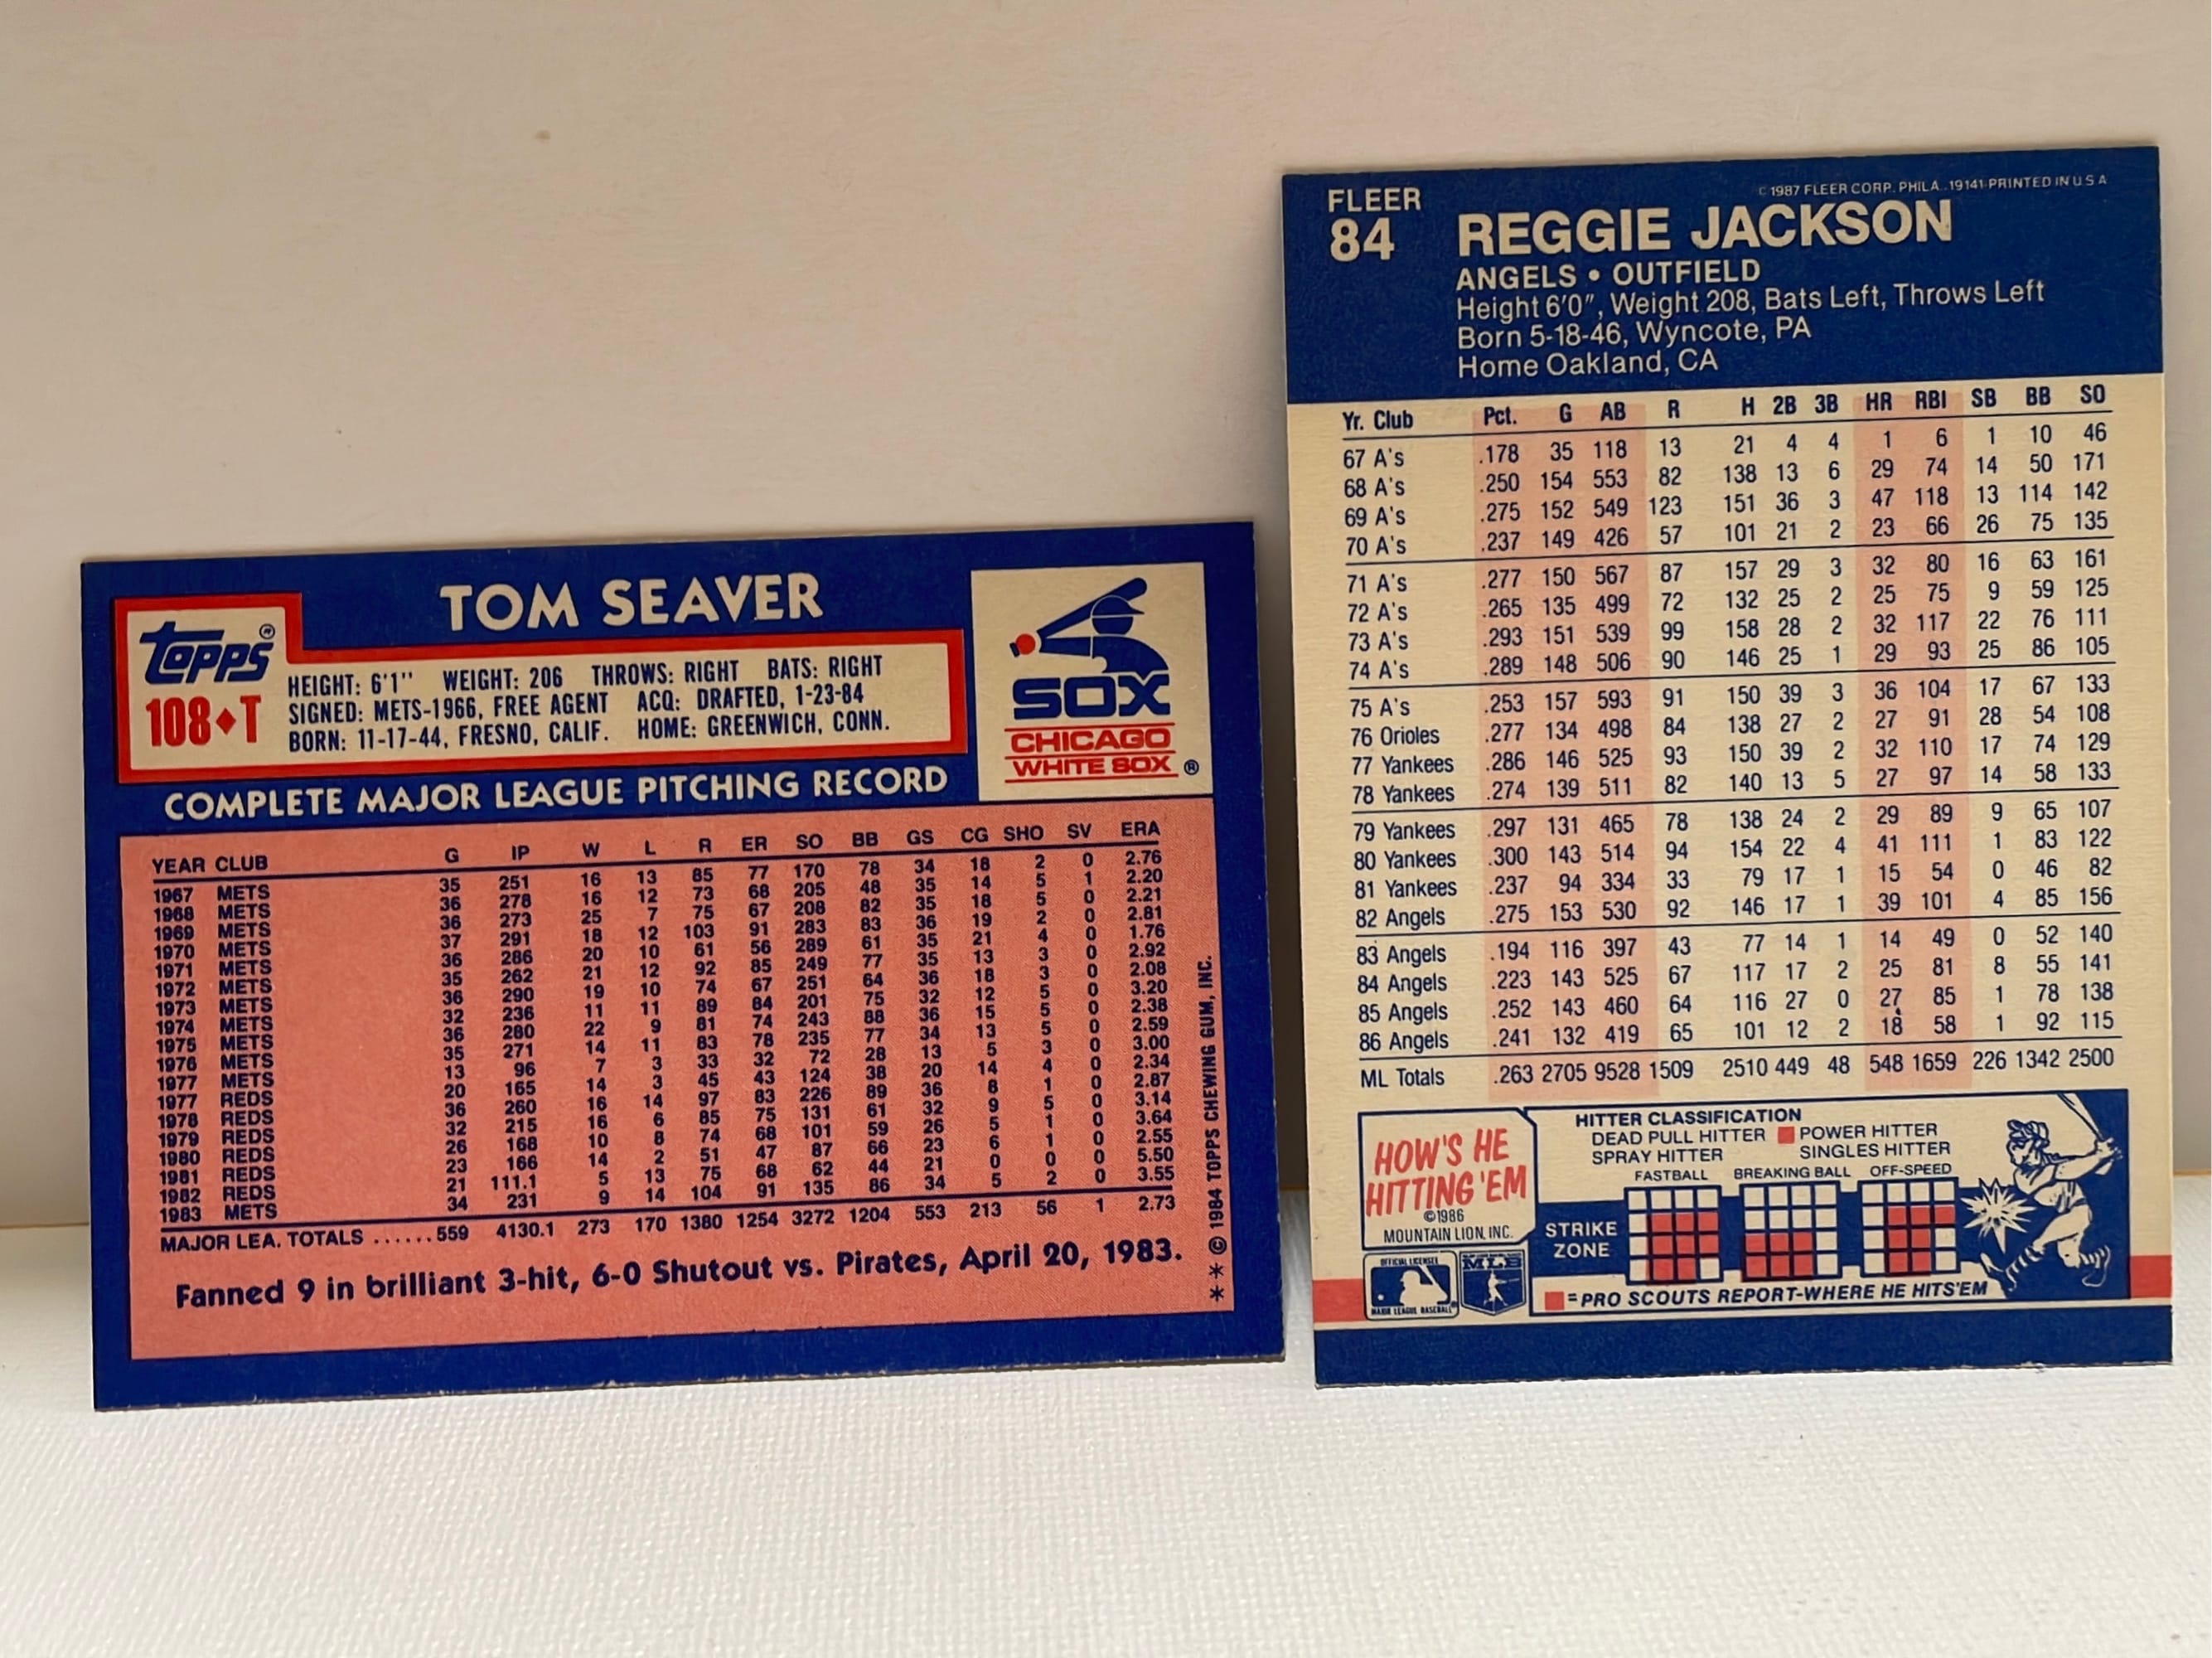 TOM SEAVER
Topps®
108♦T
HEIGHT: 6'1" WEIGHT: 206 THROWS: RIGHT BATS: RIGHT
SIGNED: METS-1966, FREE AGENT ACQ: DRAFTED, 1-23-84
BORN: 11-17-44, FRESNO, CALIF. HOME: GREENWICH, CONN.
SOX
CHICAGO
WHITE SOX ®
COMPLETE MAJOR LEAGUE PITCHING RECORD
YEAR CLUB G IP W L R ER SO BB GS CG SHO SV ERA
1967 METS 35 251 16 13 85 77 170 78 34 18 2 0 2.76
1968 METS 36 278 16 12 73 68 205 48 35 14 5 1 2.20
1969 METS 36 273 25 7 75 67 208 82 35 18 5 0 2.21
1970 METS 37 291 18 12 103 91 283 83 36 19 2 0 2.81
1971 METS 36 286 20 10 61 56 289 61 35 21 4 0 1.76
1972 METS 35 262 21 12 92 85 249 77 35 13 3 0 2.92
1973 METS 36 290 19 10 74 67 251 64 36 18 3 0 2.08
1974 METS 32 236 11 11 89 84 201 75 32 12 5 0 3.20
1975 METS 36 280 22 9 81 74 243 88 36 15 5 0 2.38
1976 METS 35 271 14 11 83 78 235 77 34 13 5 0 2.59
1977 METS 13 96 7 3 33 32 72 28 13 5 3 0 3.00
1977 REDS 20 165 14 3 45 43 124 38 20 14 4 0 2.34
1978 REDS 36 260 16 14 97 83 226 89 36 8 1 0 2.87
1979 REDS 32 215 16 6 85 75 131 61 32 9 5 0 3.14
1980 REDS 26 168 10 8 74 68 101 59 26 5 1 0 3.64
1981 REDS 23 166 14 2 51 47 87 66 23 6 1 0 2.55
1982 REDS 21 111.1 5 13 75 68 62 44 21 0 0 0 5.50
1983 METS 34 231 9 14 104 91 135 86 34 5 2 0 3.55
MAJOR LEA. TOTALS ......559 4130.1 273 170 1380 1254 3272 1204 553 213 56 1 2.73
Fanned 9 in brilliant 3-hit, 6-0 Shutout vs. Pirates, April 20, 1983.
**© 1984 TOPPS CHEWING GUM, INC.
FLEER
84
© 1987 FLEER CORP. PHILA. 19141 PRINTED IN U S A
REGGIE JACKSON
ANGELS • OUTFIELD
Height 6'0", Weight 208, Bats Left, Throws Left
Born 5-18-46, Wyncote, PA
Home Oakland, CA
Yr. Club Pct. G AB R H 2B 3B HR RBI SB BB SO
67 A's .178 35 118 13 21 4 4 1 6 1 10 46
68 A's .250 154 553 82 138 13 6 29 74 14 50 171
69 A's .275 152 549 123 151 36 3 47 118 13 114 142
70 A's .237 149 426 57 101 21 2 23 66 26 75 135
71 A's .277 150 567 87 157 29 3 32 80 16 63 161
72 A's .265 135 499 72 132 25 2 25 75 9 59 125
73 A's .293 151 539 99 158 28 2 32 117 22 76 111
74 A's .289 148 506 90 146 25 1 29 93 25 86 105
75 A's .253 157 593 91 150 39 3 36 104 17 67 133
76 Orioles .277 134 498 84 138 27 2 27 91 28 54 108
77 Yankees .286 146 525 93 150 39 2 32 110 17 74 129
78 Yankees .274 139 511 82 140 13 5 27 97 14 58 133
79 Yankees .297 131 465 78 138 24 2 29 89 9 65 107
80 Yankees .300 143 514 94 154 22 4 41 111 1 83 122
81 Yankees .237 94 334 33 79 17 1 15 54 0 46 82
82 Angels .275 153 530 92 146 17 1 39 101 4 85 156
83 Angels .194 116 397 43 77 14 1 14 49 0 52 140
84 Angels .223 143 525 67 117 17 2 25 81 8 55 141
85 Angels .252 143 460 64 116 27 0 27 85 1 78 138
86 Angels .241 132 419 65 101 12 2 18 58 1 92 115
ML Totals .263 2705 9528 1509 2510 449 48 548 1659 226 1342 2500
HOW'S HE
HITTING 'EM
©1986
MOUNTAIN LION, INC.
HITTER CLASSIFICATION
DEAD PULL HITTER POWER HITTER
SPRAY HITTER SINGLES HITTER
FASTBALL BREAKING BALL OFF-SPEED
STRIKE
ZONE
OFFICIAL LICENSEE
MAJOR LEAGUE BASEBALL
MLB
= PRO SCOUTS REPORT-WHERE HE HITS'EM